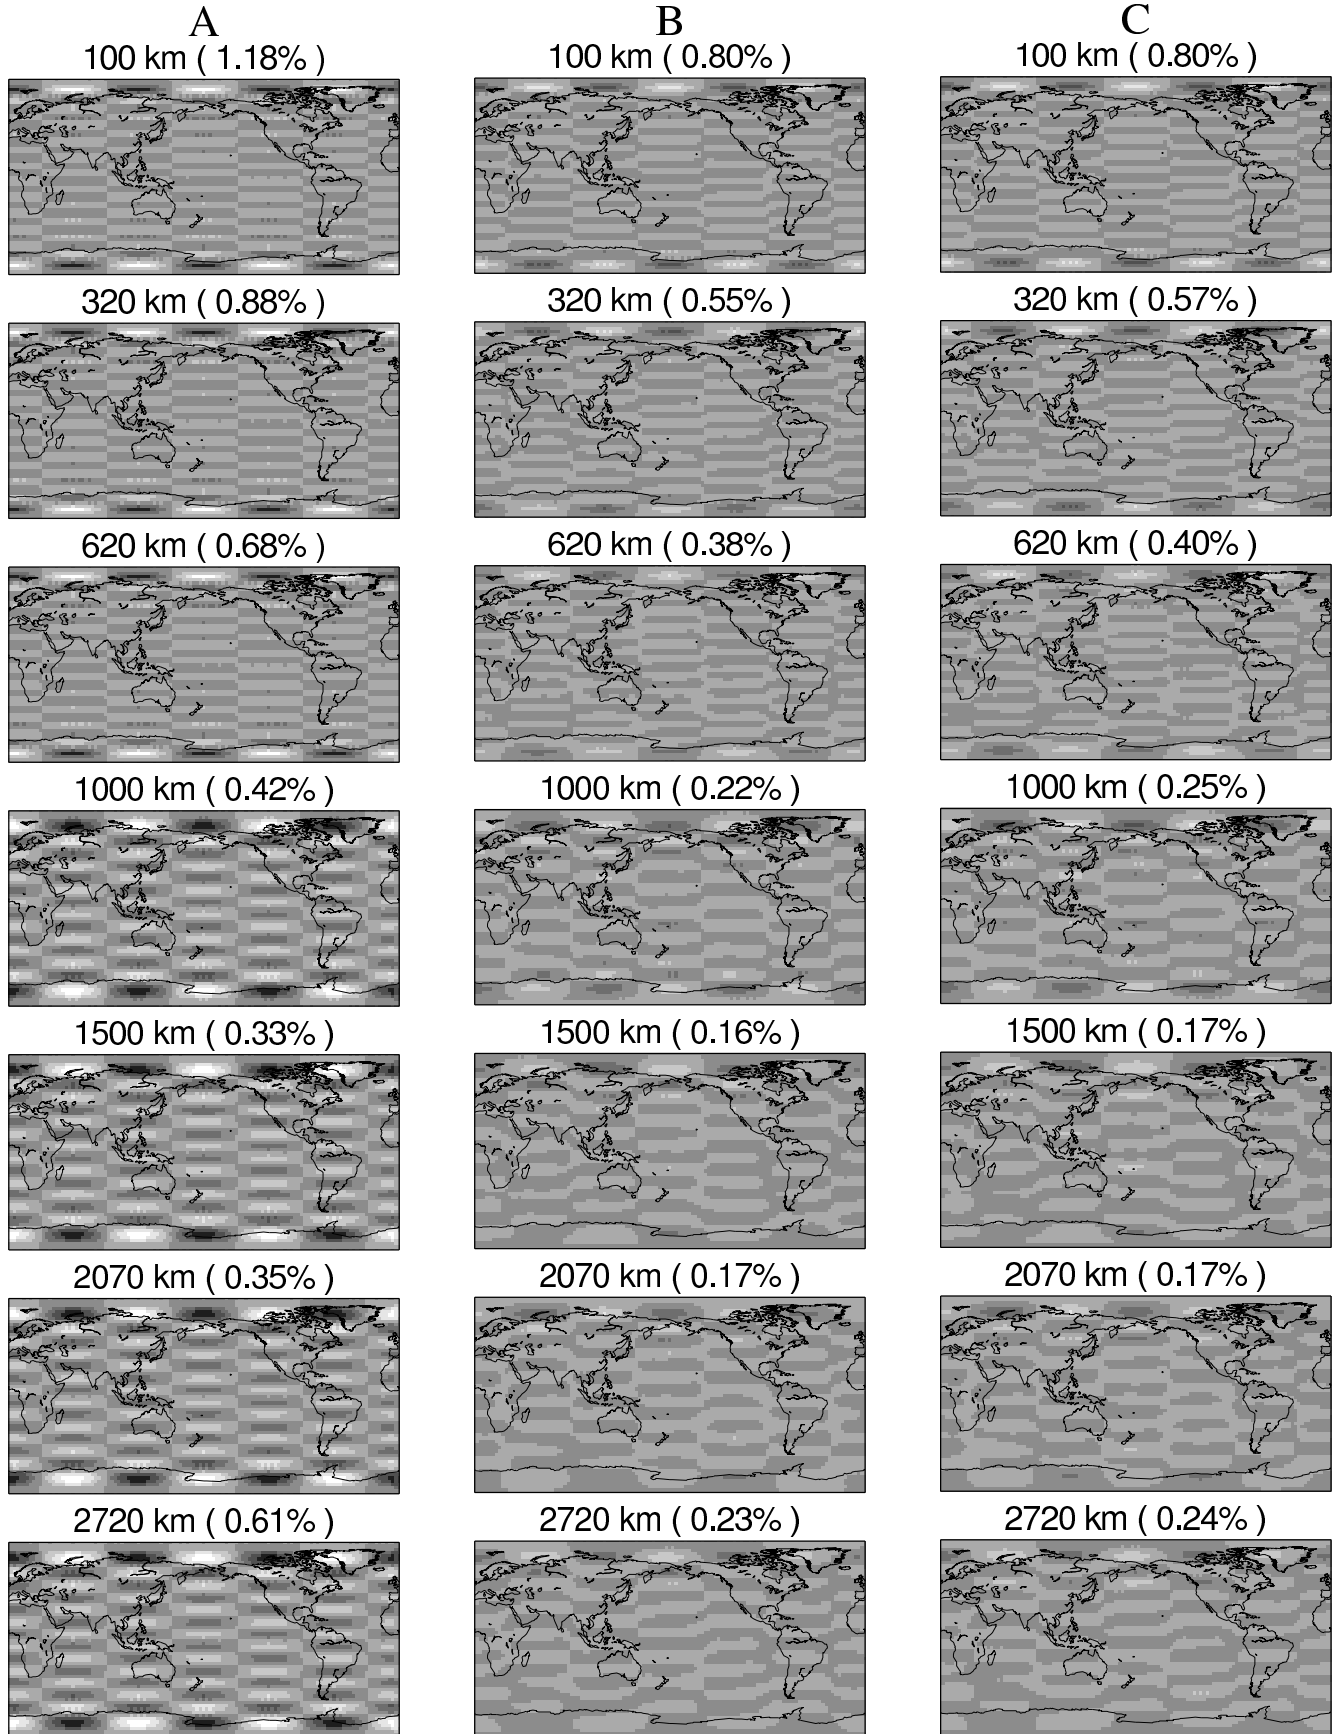 A B C
100 km ( 1.18% ) 100 km ( 0.80% ) 100 km ( 0.80% )
320 km ( 0.88% ) 320 km ( 0.55% ) 320 km ( 0.57% )
620 km ( 0.68% ) 620 km ( 0.38% ) 620 km ( 0.40% )
1000 km ( 0.42% ) 1000 km ( 0.22% ) 1000 km ( 0.25% )
1500 km ( 0.33% ) 1500 km ( 0.16% ) 1500 km ( 0.17% )
2070 km ( 0.35% ) 2070 km ( 0.17% ) 2070 km ( 0.17% )
2720 km ( 0.61% ) 2720 km ( 0.23% ) 2720 km ( 0.24% )